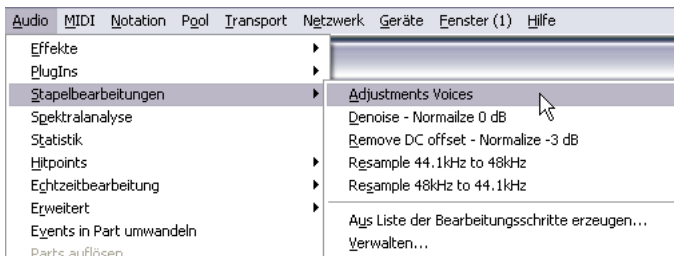 Audio MIDI Notation Pool Transport Netzwerk Geräte Fenster (1) Hilfe
Effekte
PlugIns
Stapelbearbeitungen
Spektralanalyse
Statistik
Hitpoints
Echtzeitbearbeitung
Erweitert
Events in Part umwandeln
Parts auflösen
Adjustments Voices
Denoise - Normailze 0 dB
Remove DC offset - Normalize -3 dB
Resample 44.1kHz to 48kHz
Resample 48kHz to 44.1kHz
Aus Liste der Bearbeitungsschritte erzeugen...
Verwalten...